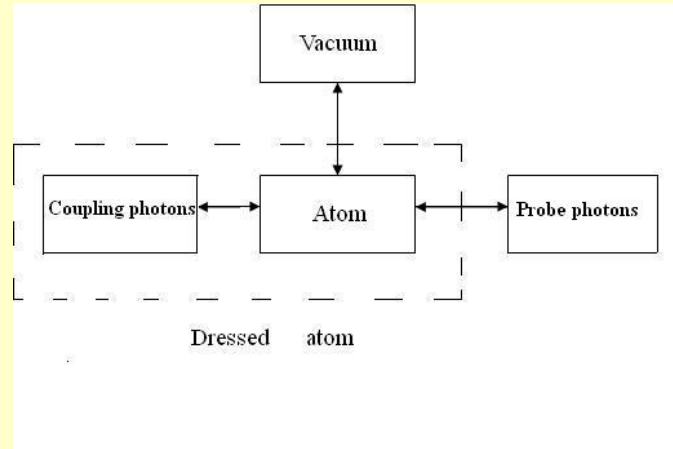 Vacuum
Coupling photons
Atom
Probe photons
Dressed atom